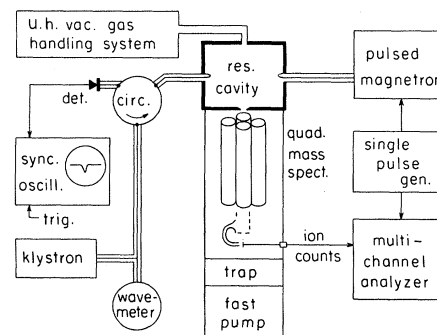 u.h. vac. gas
handling system
res.
cavity
pulsed
magnetron
det.
circ.
quad.
mass
spect.
single
pulse
gen.
sync.
oscill.
trig.
ion
counts
multi-
channel
analyzer
klystron
wave-
meter
trap
fast
pump